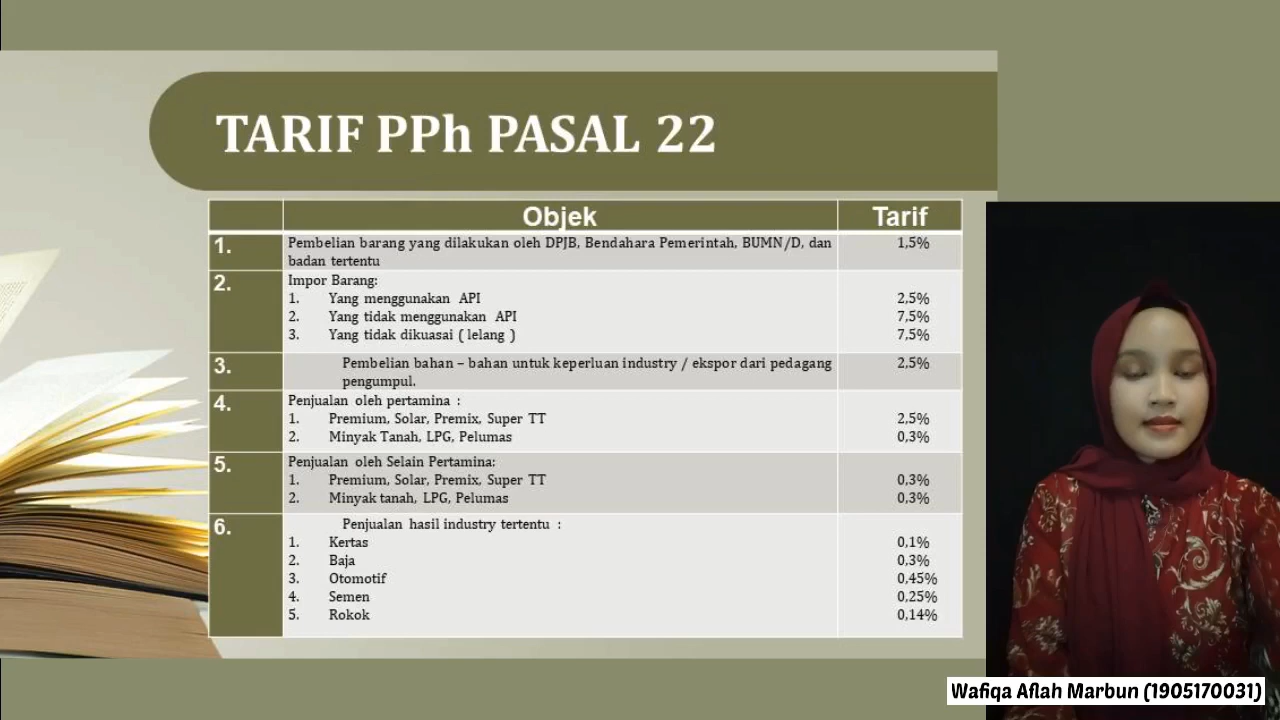 TARIF PPh PASAL 22
Objek Tarif
1. Pembelian barang yang dilakukan oleh DPJB, Bendahara Pemerintah, BUMN/D, dan 1,5%
badan tertentu
2. Impor Barang:
1. Yang menggunakan API 2,5%
2. Yang tidak menggunakan API 7,5%
3. Yang tidak dikuasai ( lelang ) 7,5%
3. Pembelian bahan – bahan untuk keperluan industry / ekspor dari pedagang 2,5%
pengumpul.
4. Penjualan oleh pertamina :
1. Premium, Solar, Premix, Super TT 2,5%
2. Minyak Tanah, LPG, Pelumas 0,3%
5. Penjualan oleh Selain Pertamina:
1. Premium, Solar, Premix, Super TT 0,3%
2. Minyak tanah, LPG, Pelumas 0,3%
6. Penjualan hasil industry tertentu :
1. Kertas 0,1%
2. Baja 0,3%
3. Otomotif 0,45%
4. Semen 0,25%
5. Rokok 0,14%
Wafiqa Aflah Marbun (1905170031)